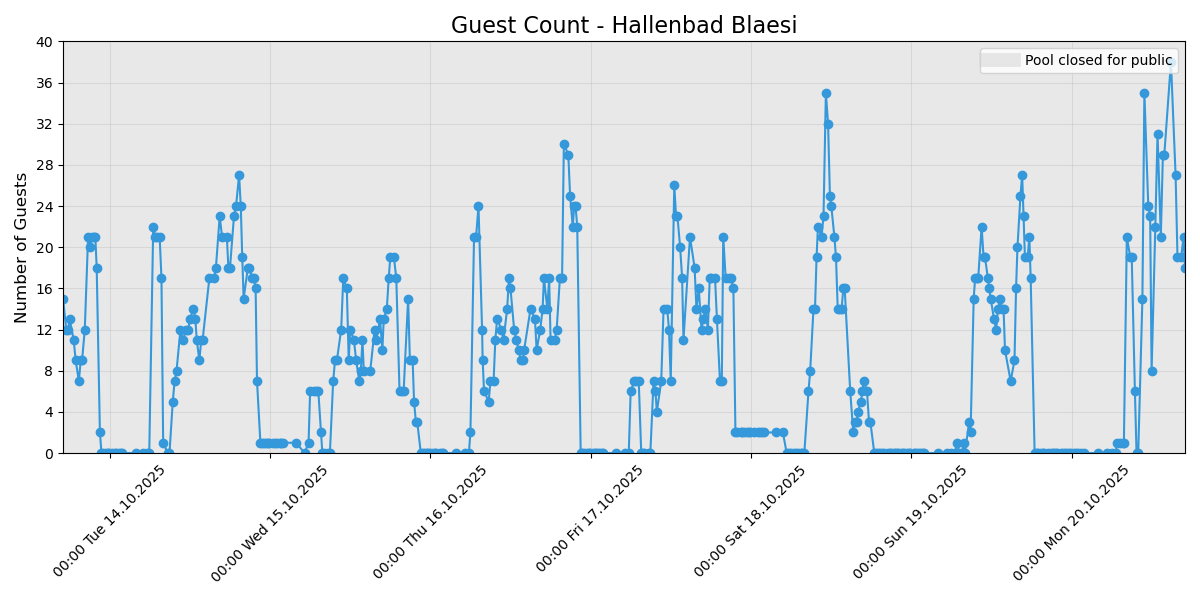 Guest Count - Hallenbad Blaesi
Pool closed for public
Number of Guests
40
36
32
28
24
20
16
12
8
4
0
00:00 Tue 14.10.2025
00:00 Wed 15.10.2025
00:00 Thu 16.10.2025
00:00 Fri 17.10.2025
00:00 Sat 18.10.2025
00:00 Sun 19.10.2025
00:00 Mon 20.10.2025